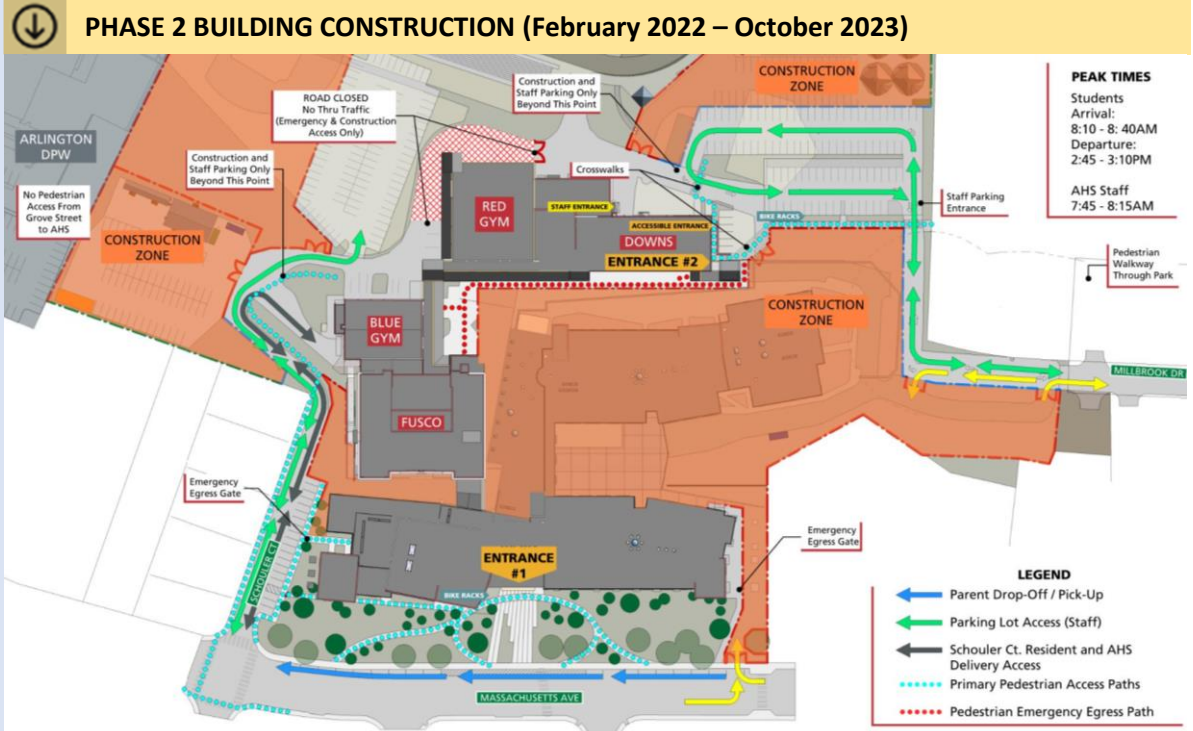 PHASE 2 BUILDING CONSTRUCTION (February 2022 – October 2023)
ARLINGTON
DPW
No Pedestrian
Access From
Grove Street
to AHS
CONSTRUCTION
ZONE
Construction and
Staff Parking Only
Beyond This Point
ROAD CLOSED
No Thru Traffic
(Emergency & Construction
Access Only)
Construction and
Staff Parking Only
Beyond This Point
Crosswalks
CONSTRUCTION
ZONE
PEAK TIMES
Students
Arrival:
8:10 - 8: 40AM
Departure:
2:45 - 3:10PM
AHS Staff
7:45 - 8:15AM
Staff Parking
Entrance
Pedestrian
Walkway
Through Park
RED
GYM
STAFF ENTRANCE
ACCESSIBLE ENTRANCE
DOWNS
ENTRANCE #2
BIKE RACKS
BLUE
GYM
FUSCO
CONSTRUCTION
ZONE
MILLBROOK DR
Emergency
Egress Gate
SCHOULER CT
ENTRANCE
#1
BIKE RACKS
Emergency
Egress Gate
MASSACHUSETTS AVE
LEGEND
Parent Drop-Off / Pick-Up
Parking Lot Access (Staff)
Schouler Ct. Resident and AHS
Delivery Access
Primary Pedestrian Access Paths
Pedestrian Emergency Egress Path